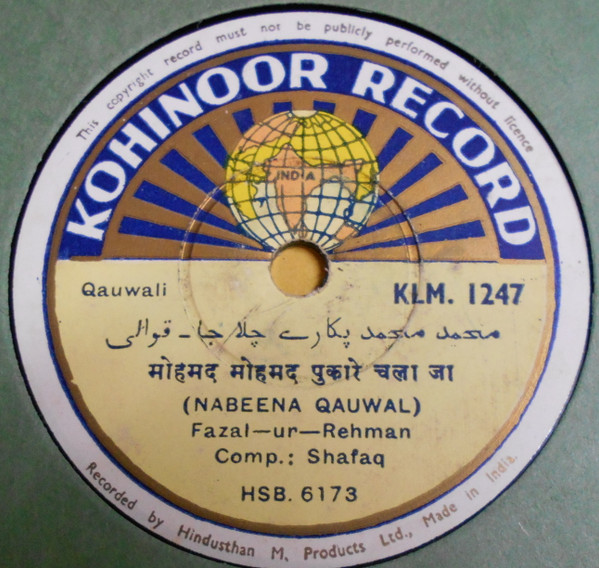 This copyright record must not be publicly performed without licence
KOHINOOR RECORD
INDIA
Qauwali
KLM. 1247
محمد محمد پکارے چلا جا - قوالی
मोहमद मोहमद पुकारे चला जा
(NABEENA QAUWAL)
Fazal-ur-Rehman
Comp.: Shafaq
HSB. 6173
Recorded by Hindusthan M. Products Ltd., Made in India.